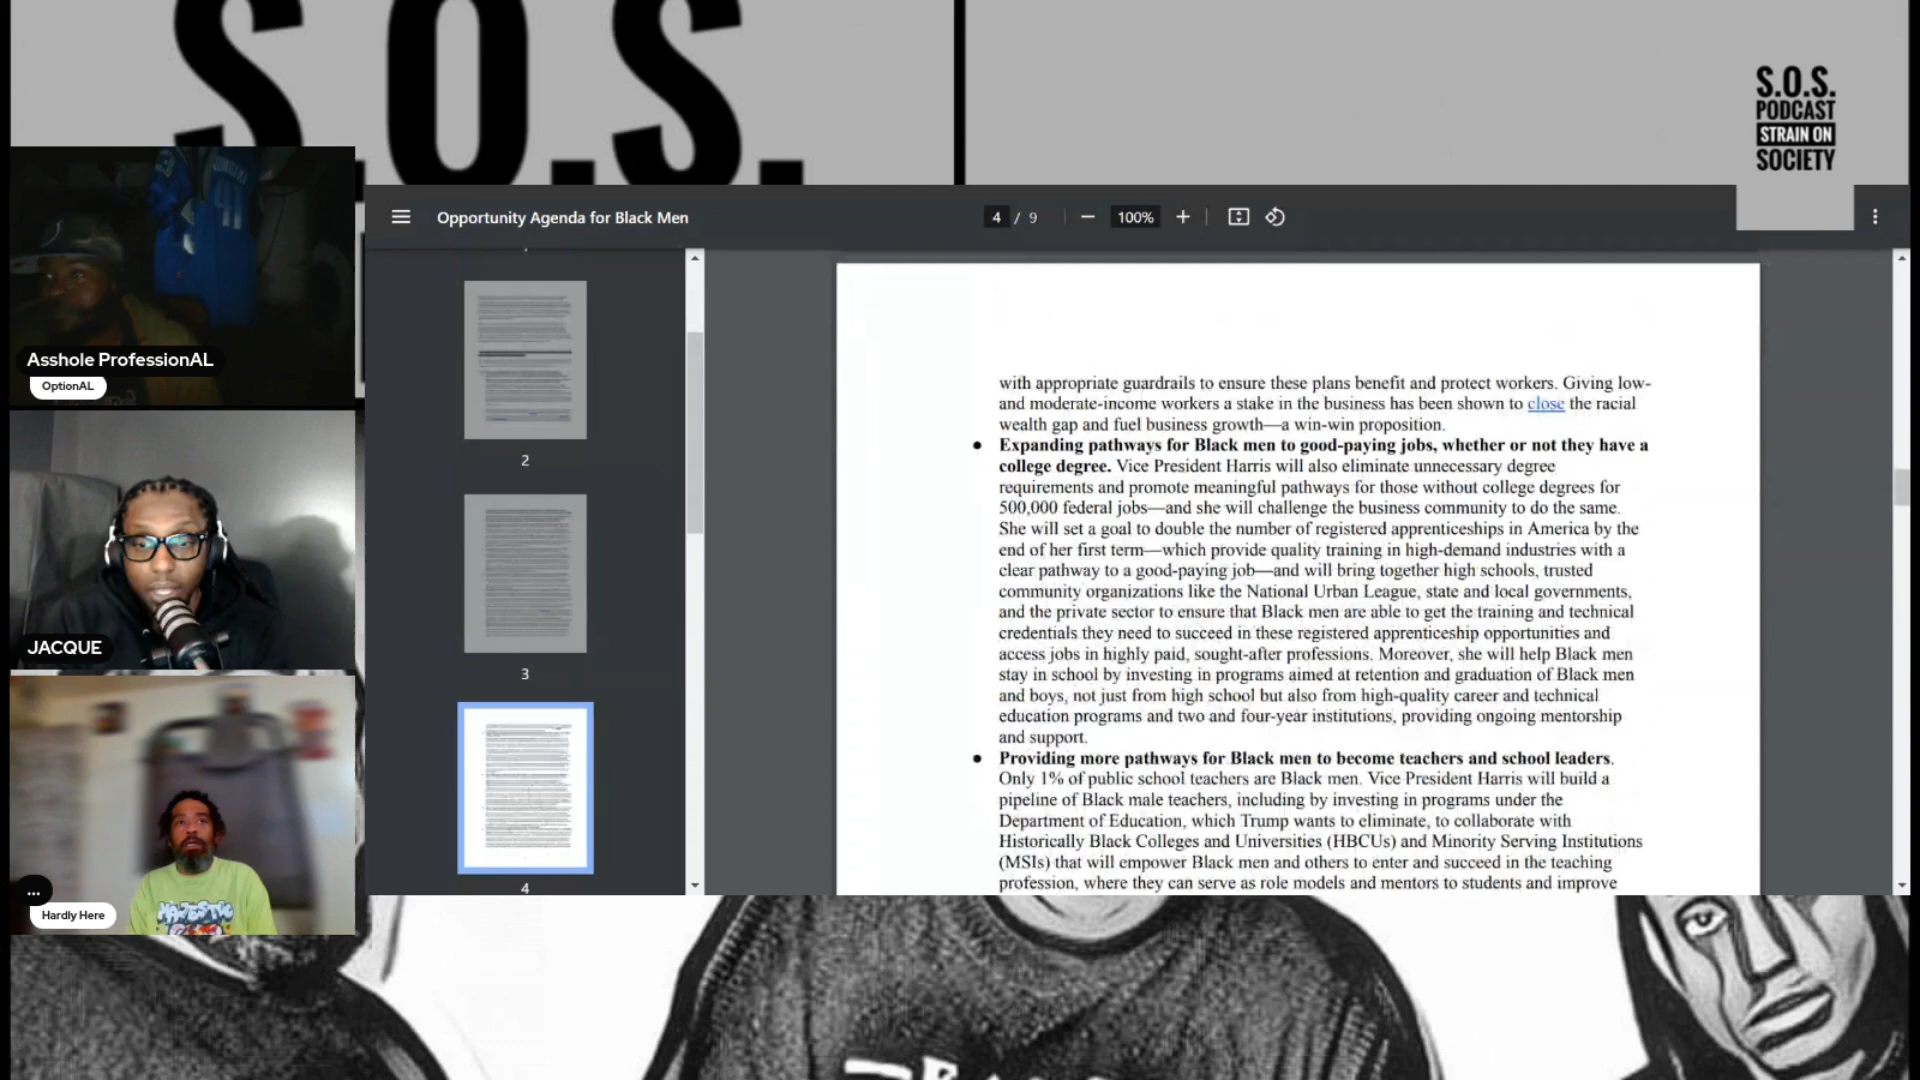 S.O.S.
S.O.S.
PODCAST
STRAIN ON
SOCIETY
Opportunity Agenda for Black Men
4 / 9
100%
41
Asshole ProfessionAL
OptionAL
JACQUE
MAJESTIC
...
Hardly Here
2
3
4
with appropriate guardrails to ensure these plans benefit and protect workers. Giving low-
and moderate-income workers a stake in the business has been shown to close the racial
wealth gap and fuel business growth—a win-win proposition.
● Expanding pathways for Black men to good-paying jobs, whether or not they have a
college degree. Vice President Harris will also eliminate unnecessary degree
requirements and promote meaningful pathways for those without college degrees for
500,000 federal jobs—and she will challenge the business community to do the same.
She will set a goal to double the number of registered apprenticeships in America by the
end of her first term—which provide quality training in high-demand industries with a
clear pathway to a good-paying job—and will bring together high schools, trusted
community organizations like the National Urban League, state and local governments,
and the private sector to ensure that Black men are able to get the training and technical
credentials they need to succeed in these registered apprenticeship opportunities and
access jobs in highly paid, sought-after professions. Moreover, she will help Black men
stay in school by investing in programs aimed at retention and graduation of Black men
and boys, not just from high school but also from high-quality career and technical
education programs and two and four-year institutions, providing ongoing mentorship
and support.
● Providing more pathways for Black men to become teachers and school leaders.
Only 1% of public school teachers are Black men. Vice President Harris will build a
pipeline of Black male teachers, including by investing in programs under the
Department of Education, which Trump wants to eliminate, to collaborate with
Historically Black Colleges and Universities (HBCUs) and Minority Serving Institutions
(MSIs) that will empower Black men and others to enter and succeed in the teaching
profession, where they can serve as role models and mentors to students and improve